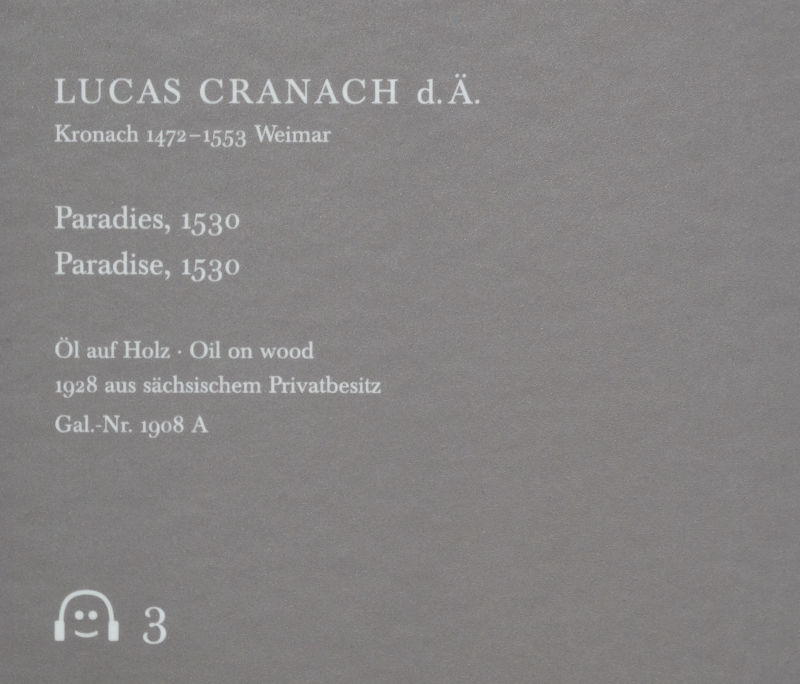 LUCAS CRANACH d. Ä.
Kronach 1472–1553 Weimar
Paradies, 1530
Paradise, 1530
Öl auf Holz · Oil on wood
1928 aus sächsischem Privatbesitz
Gal.-Nr. 1908 A
3